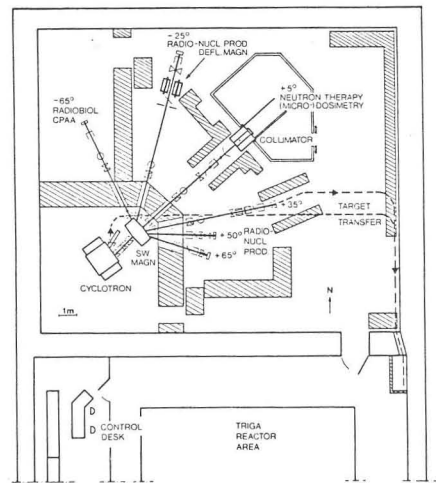 -25°
RADIO-NUCL PROD
DEFL. MAGN
-65°
RADIOBIOL
CPAA
+5°
NEUTRON THERAPY
(MICRO-)DOSIMETRY
COLLIMATOR
+35°
TARGET
TRANSFER
+50°
RADIO-
NUCL
PROD.
+65°
SW
MAGN
CYCLOTRON
1m
N
CONTROL
DESK
TRIGA
REACTOR
AREA